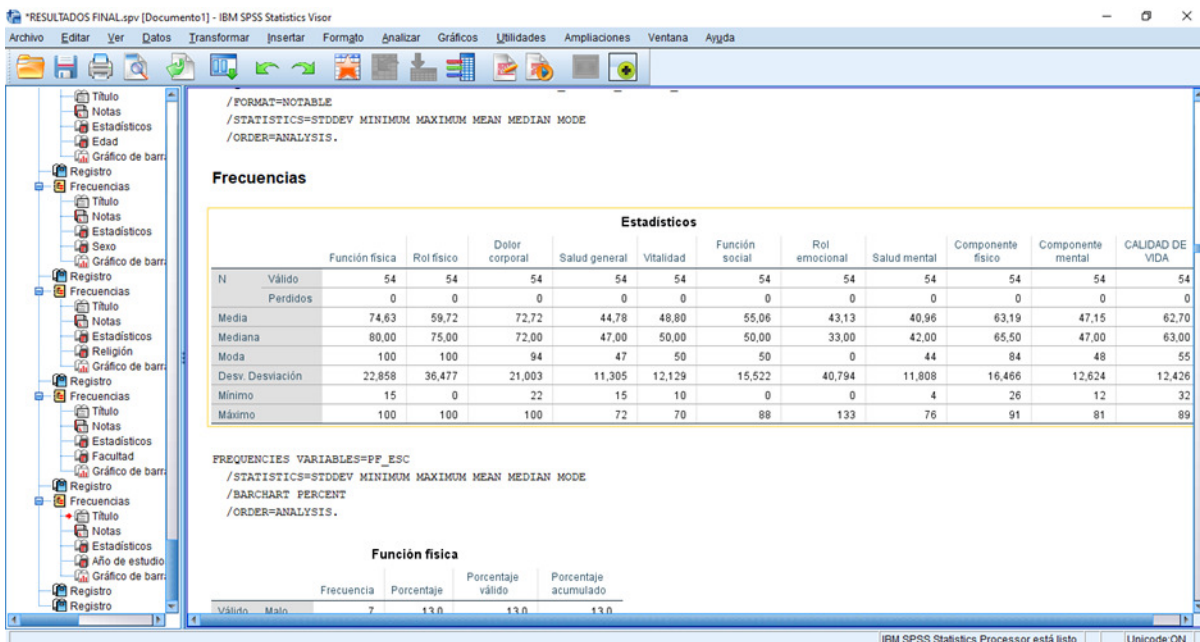 *RESULTADOS FINAL.spv [Documento1] - IBM SPSS Statistics Visor
Archivo Editar Ver Datos Transformar Insertar Formato Analizar Gráficos Utilidades Ampliaciones Ventana Ayuda
Título
Notas
Estadísticos
Edad
Gráfico de barr
Registro
Frecuencias
Título
Notas
Estadísticos
Sexo
Gráfico de barr
Registro
Frecuencias
Título
Notas
Estadísticos
Religión
Gráfico de barr
Registro
Frecuencias
Título
Notas
Estadísticos
Facultad
Gráfico de barr
Registro
Frecuencias
Título
Notas
Estadísticos
Año de estudio
Gráfico de barr
Registro
Registro
/FORMAT=NOTABLE
/STATISTICS=STDDEV MINIMUM MAXIMUM MEAN MEDIAN MODE
/ORDER=ANALYSIS.
Frecuencias
Estadísticos
Función física Rol físico Dolor corporal Salud general Vitalidad Función social Rol emocional Salud mental Componente físico Componente mental CALIDAD DE VIDA
N Válido 54 54 54 54 54 54 54 54 54 54 54
Perdidos 0 0 0 0 0 0 0 0 0 0 0
Media 74,63 59,72 72,72 44,78 48,80 55,06 43,13 40,96 63,19 47,15 62,70
Mediana 80,00 75,00 72,00 47,00 50,00 50,00 33,00 42,00 65,50 47,00 63,00
Moda 100 100 94 47 50 50 0 44 84 48 55
Desv. Desviación 22,858 36,477 21,003 11,305 12,129 15,522 40,794 11,808 16,466 12,624 12,426
Mínimo 15 0 22 15 10 0 0 4 26 12 32
Máximo 100 100 100 72 70 88 133 76 91 81 89
FREQUENCIES VARIABLES=PF_ESC
/STATISTICS=STDDEV MINIMUM MAXIMUM MEAN MEDIAN MODE
/BARCHART PERCENT
/ORDER=ANALYSIS.
Función física
Frecuencia Porcentaje Porcentaje válido Porcentaje acumulado
Válido Malo 7 13,0 13,0 13,0
IBM SPSS Statistics Processor está listo Unicode:ON